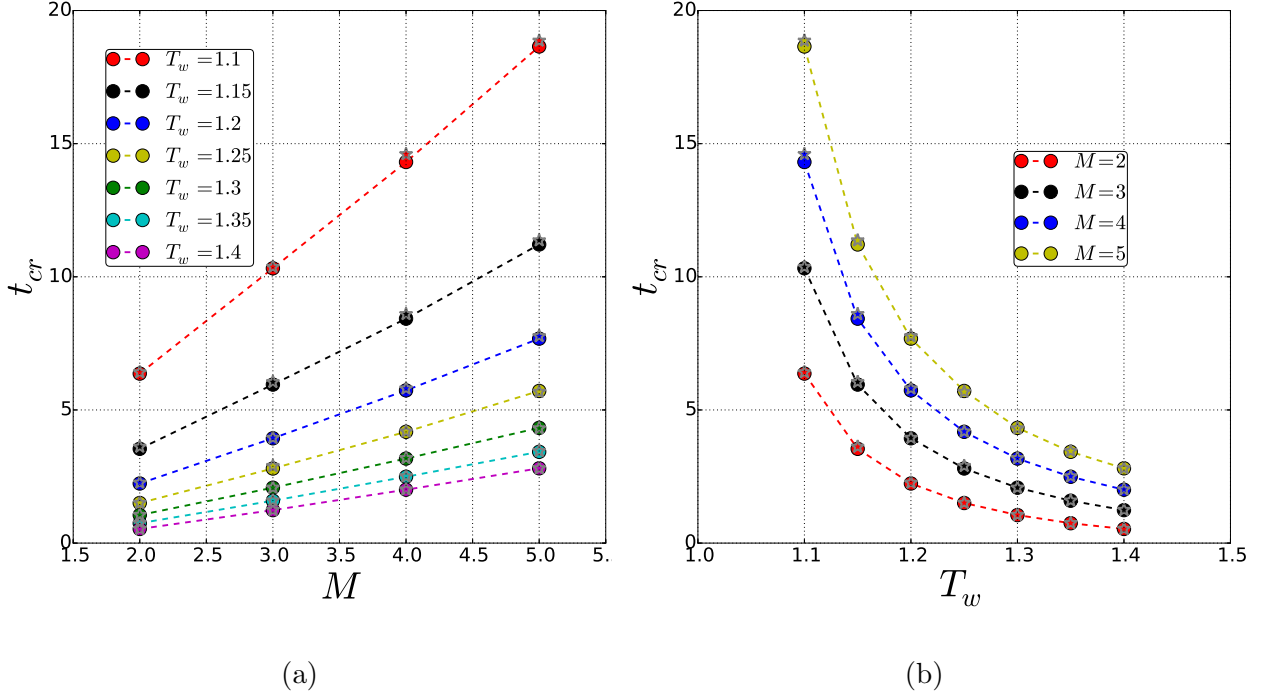 20
15
10
5
0
1.5 2.0 2.5 3.0 3.5 4.0 4.5 5.0 5.
t_cr
M
T_w =1.1
T_w =1.15
T_w =1.2
T_w =1.25
T_w =1.3
T_w =1.35
T_w =1.4
(a)
20
15
10
5
0
1.0 1.1 1.2 1.3 1.4 1.5
t_cr
T_w
M=2
M=3
M=4
M=5
(b)